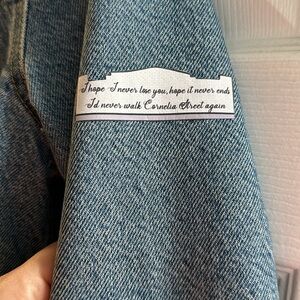 I hope I never lose you, hope it never ends
I'd never walk Cornelia Street again